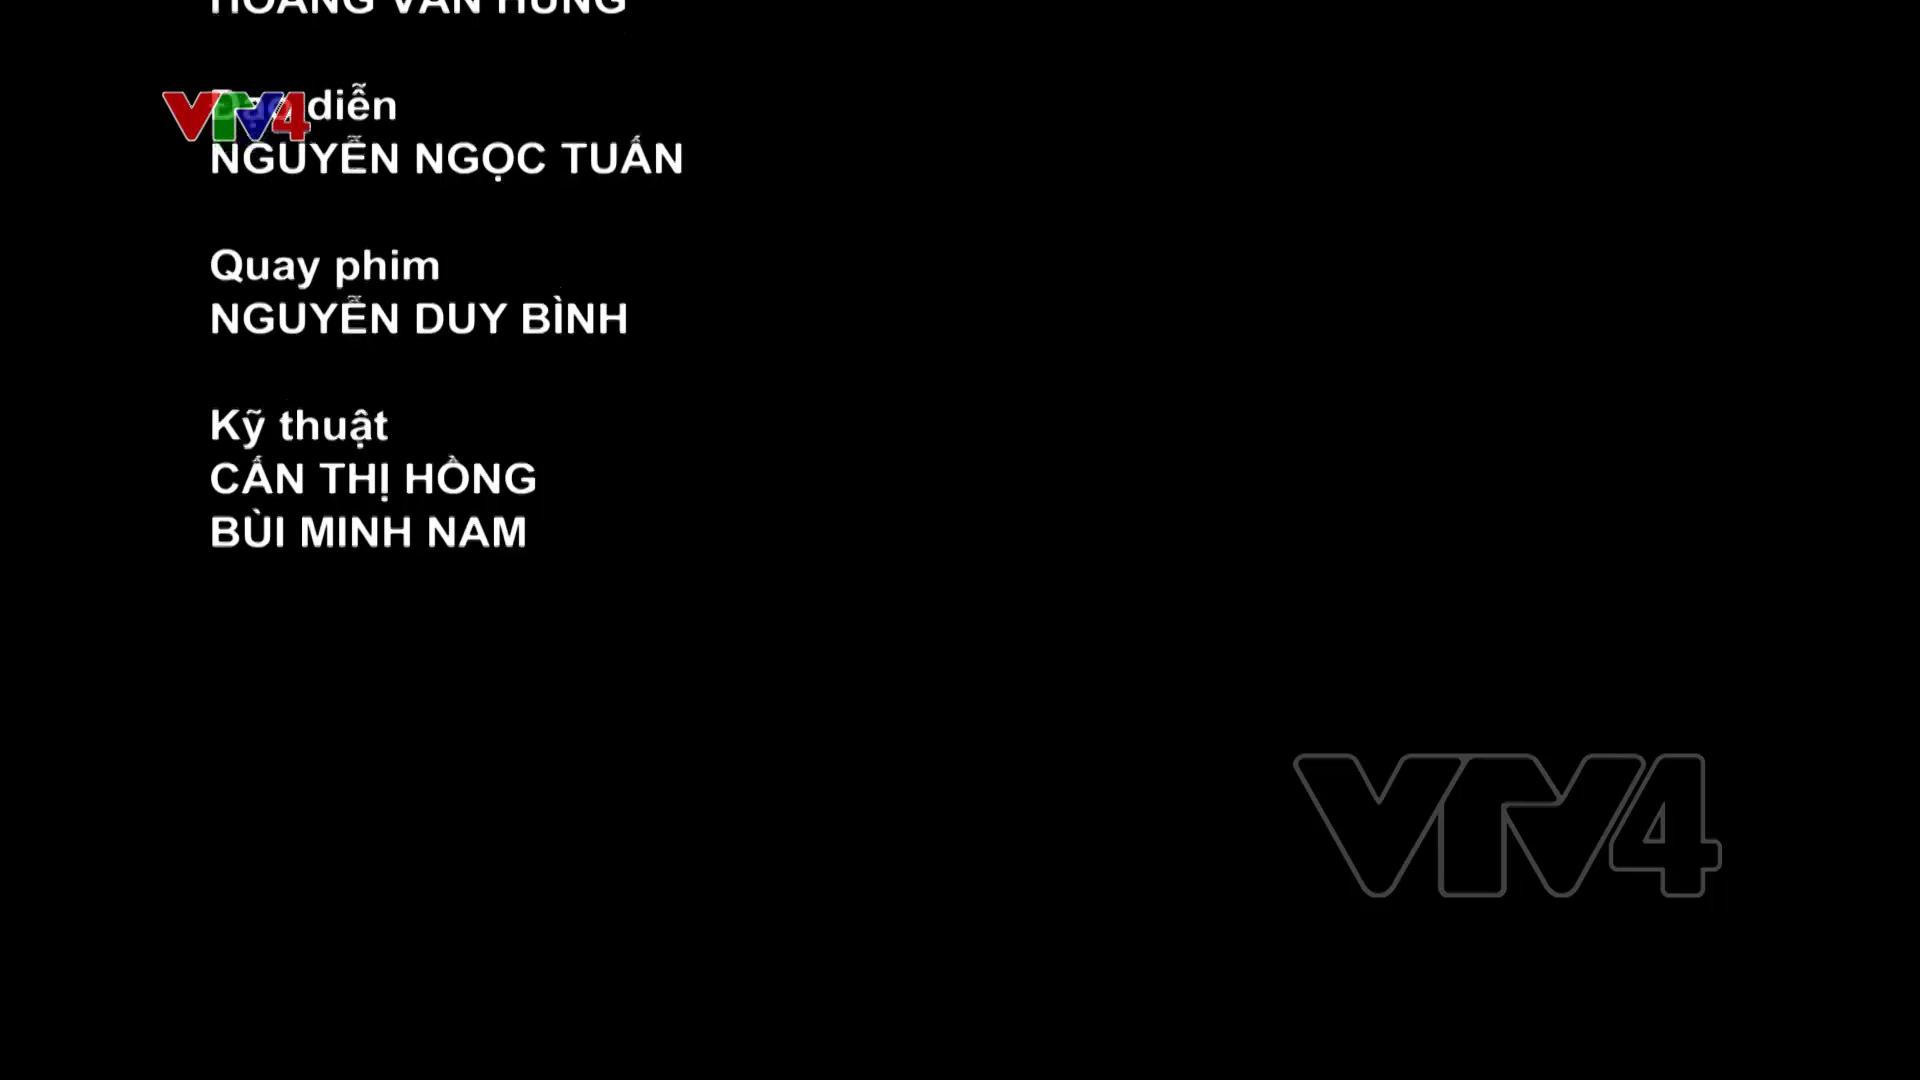 Đạo diễn
VTV4
NGUYỄN NGỌC TUẤN
Quay phim
NGUYỄN DUY BÌNH
Kỹ thuật
CẤN THỊ HỒNG
BÙI MINH NAM
VTV4